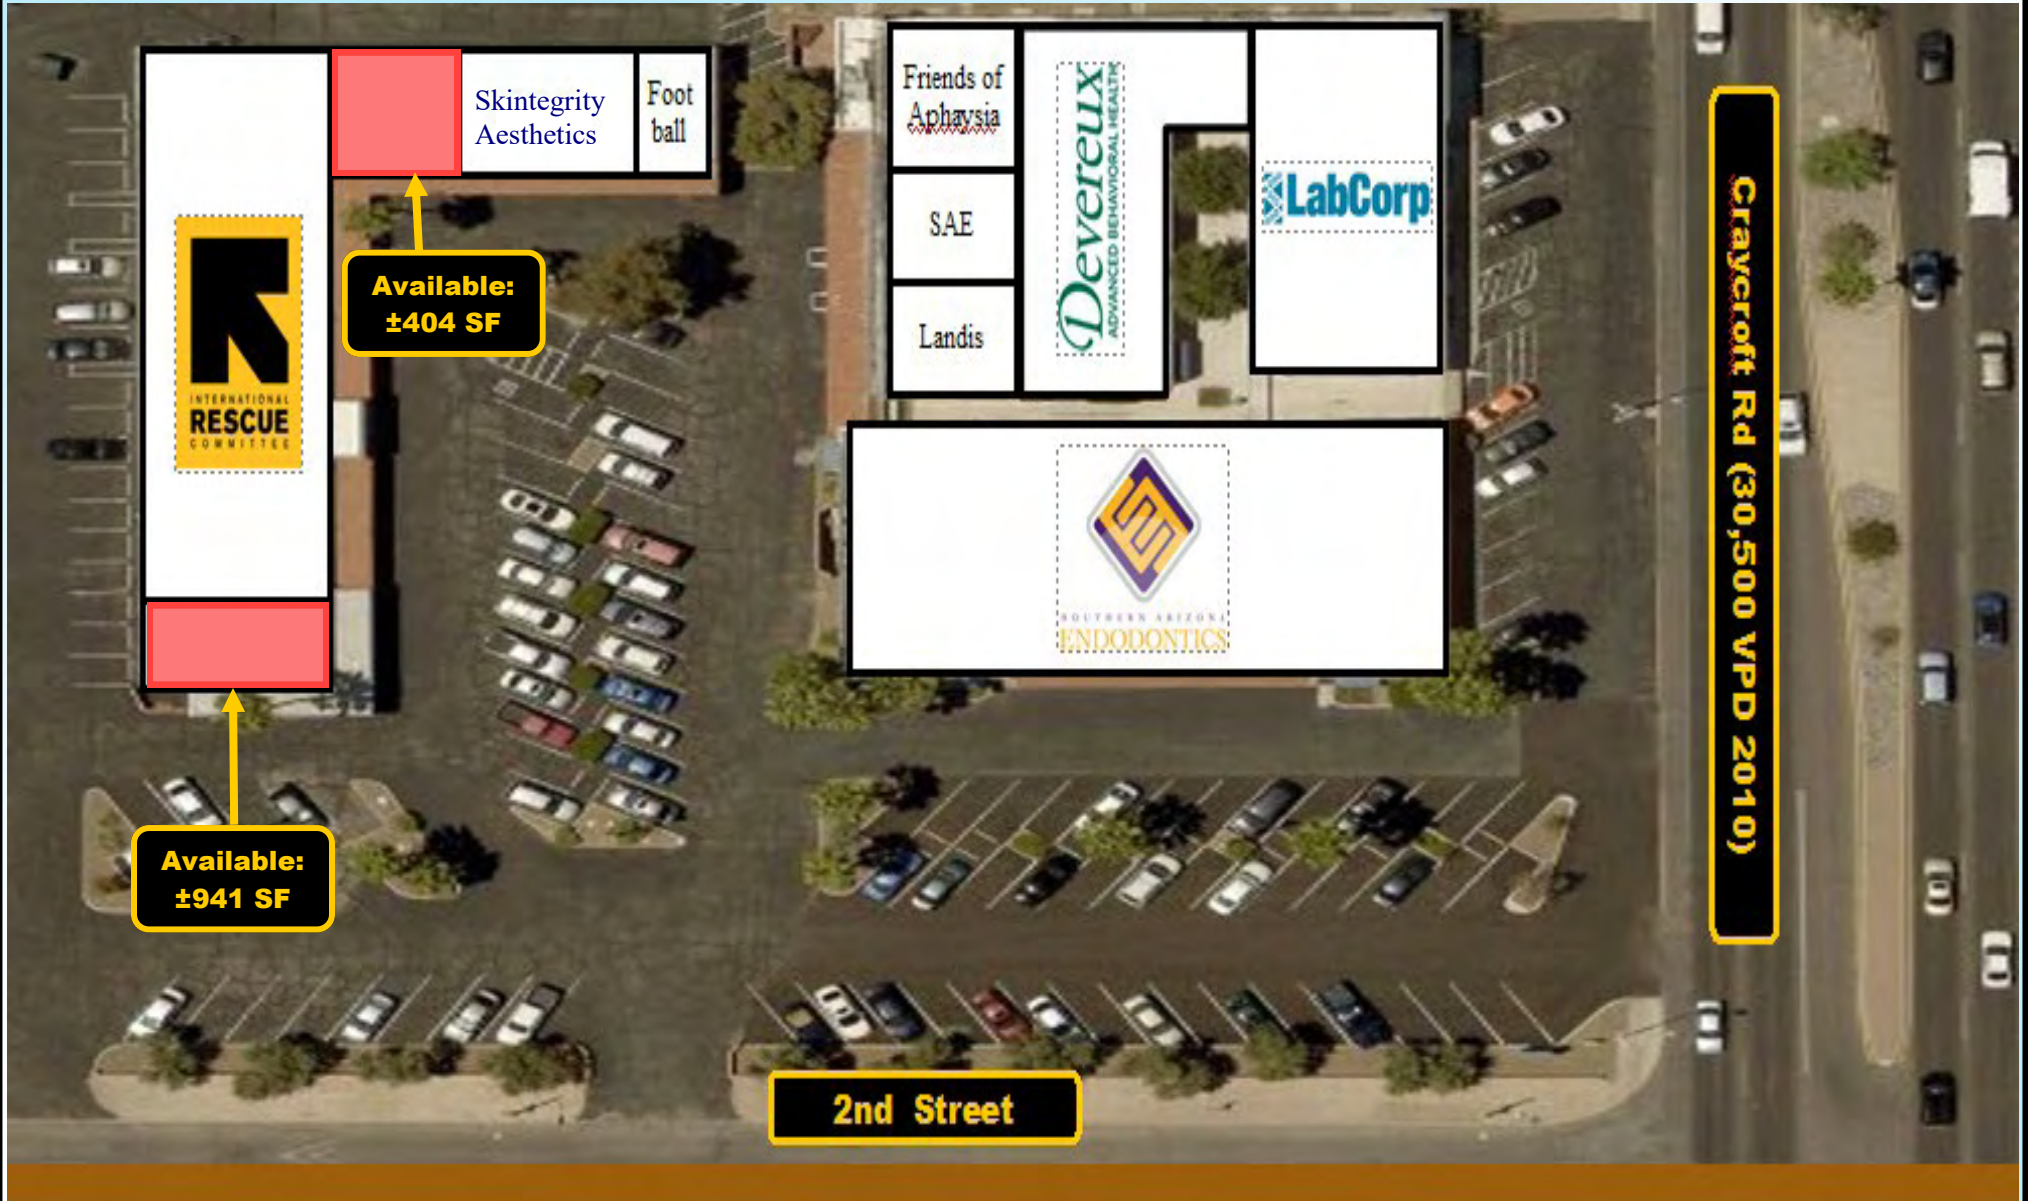 INTERNATIONAL
RESCUE
COMMITTEE
Skintegrity
Aesthetics
Foot
ball
Available:
±404 SF
Available:
±941 SF
Friends of
Aphaysia
SAE
Landis
Devereux
ADVANCED BEHAVIORAL HEALTH
LabCorp
SOUTHERN ARIZONA
ENDODONTICS
Craycroft Rd (30,500 VPD 2010)
2nd Street